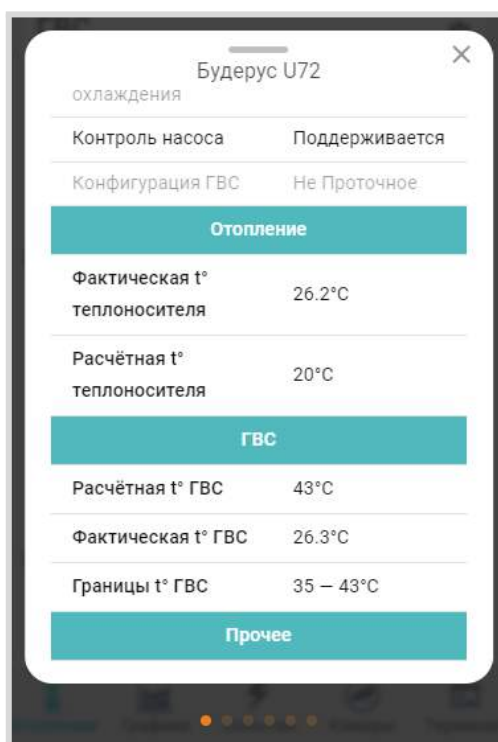 Будерус U72
охлаждения
Контроль насоса Поддерживается
Конфигурация ГВС Не Проточное
Отопление
Фактическая t°
теплоносителя 26.2°C
Расчётная t°
теплоносителя 20°C
ГВС
Расчётная t° ГВС 43°C
Фактическая t° ГВС 26.3°C
Границы t° ГВС 35 — 43°C
Прочее